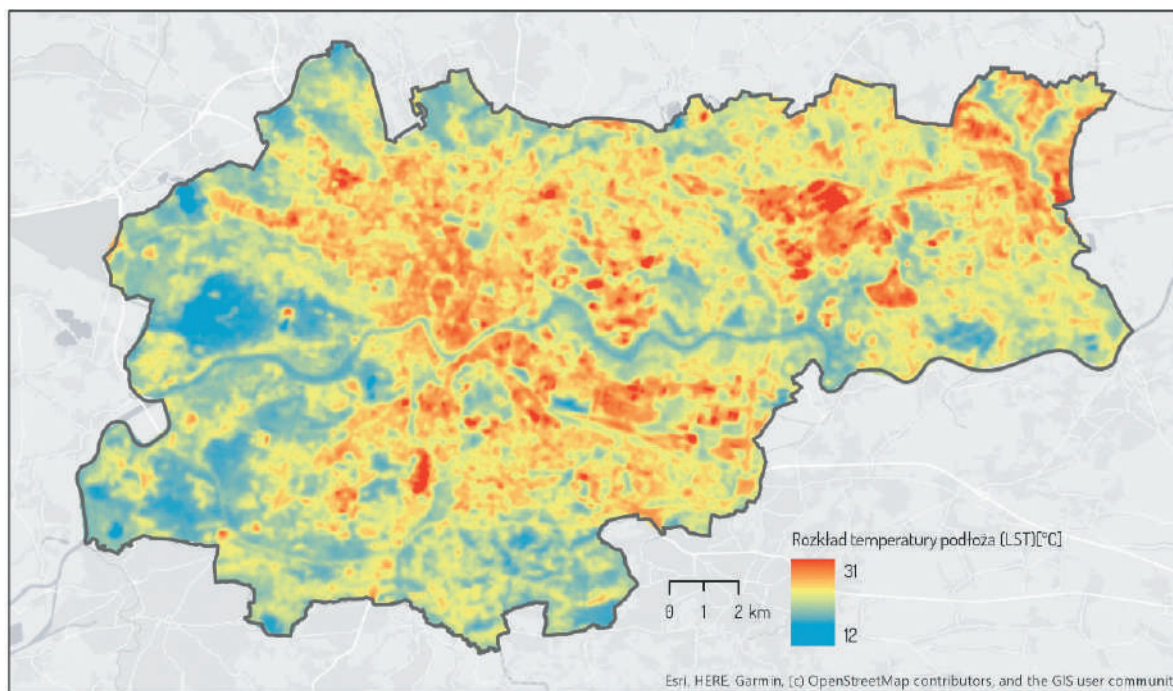 Rozkład temperatury podłoża (LST)[°C]
31
12
0 1 2 km
Esri, HERE, Garmin, (c) OpenStreetMap contributors, and the GIS user communit